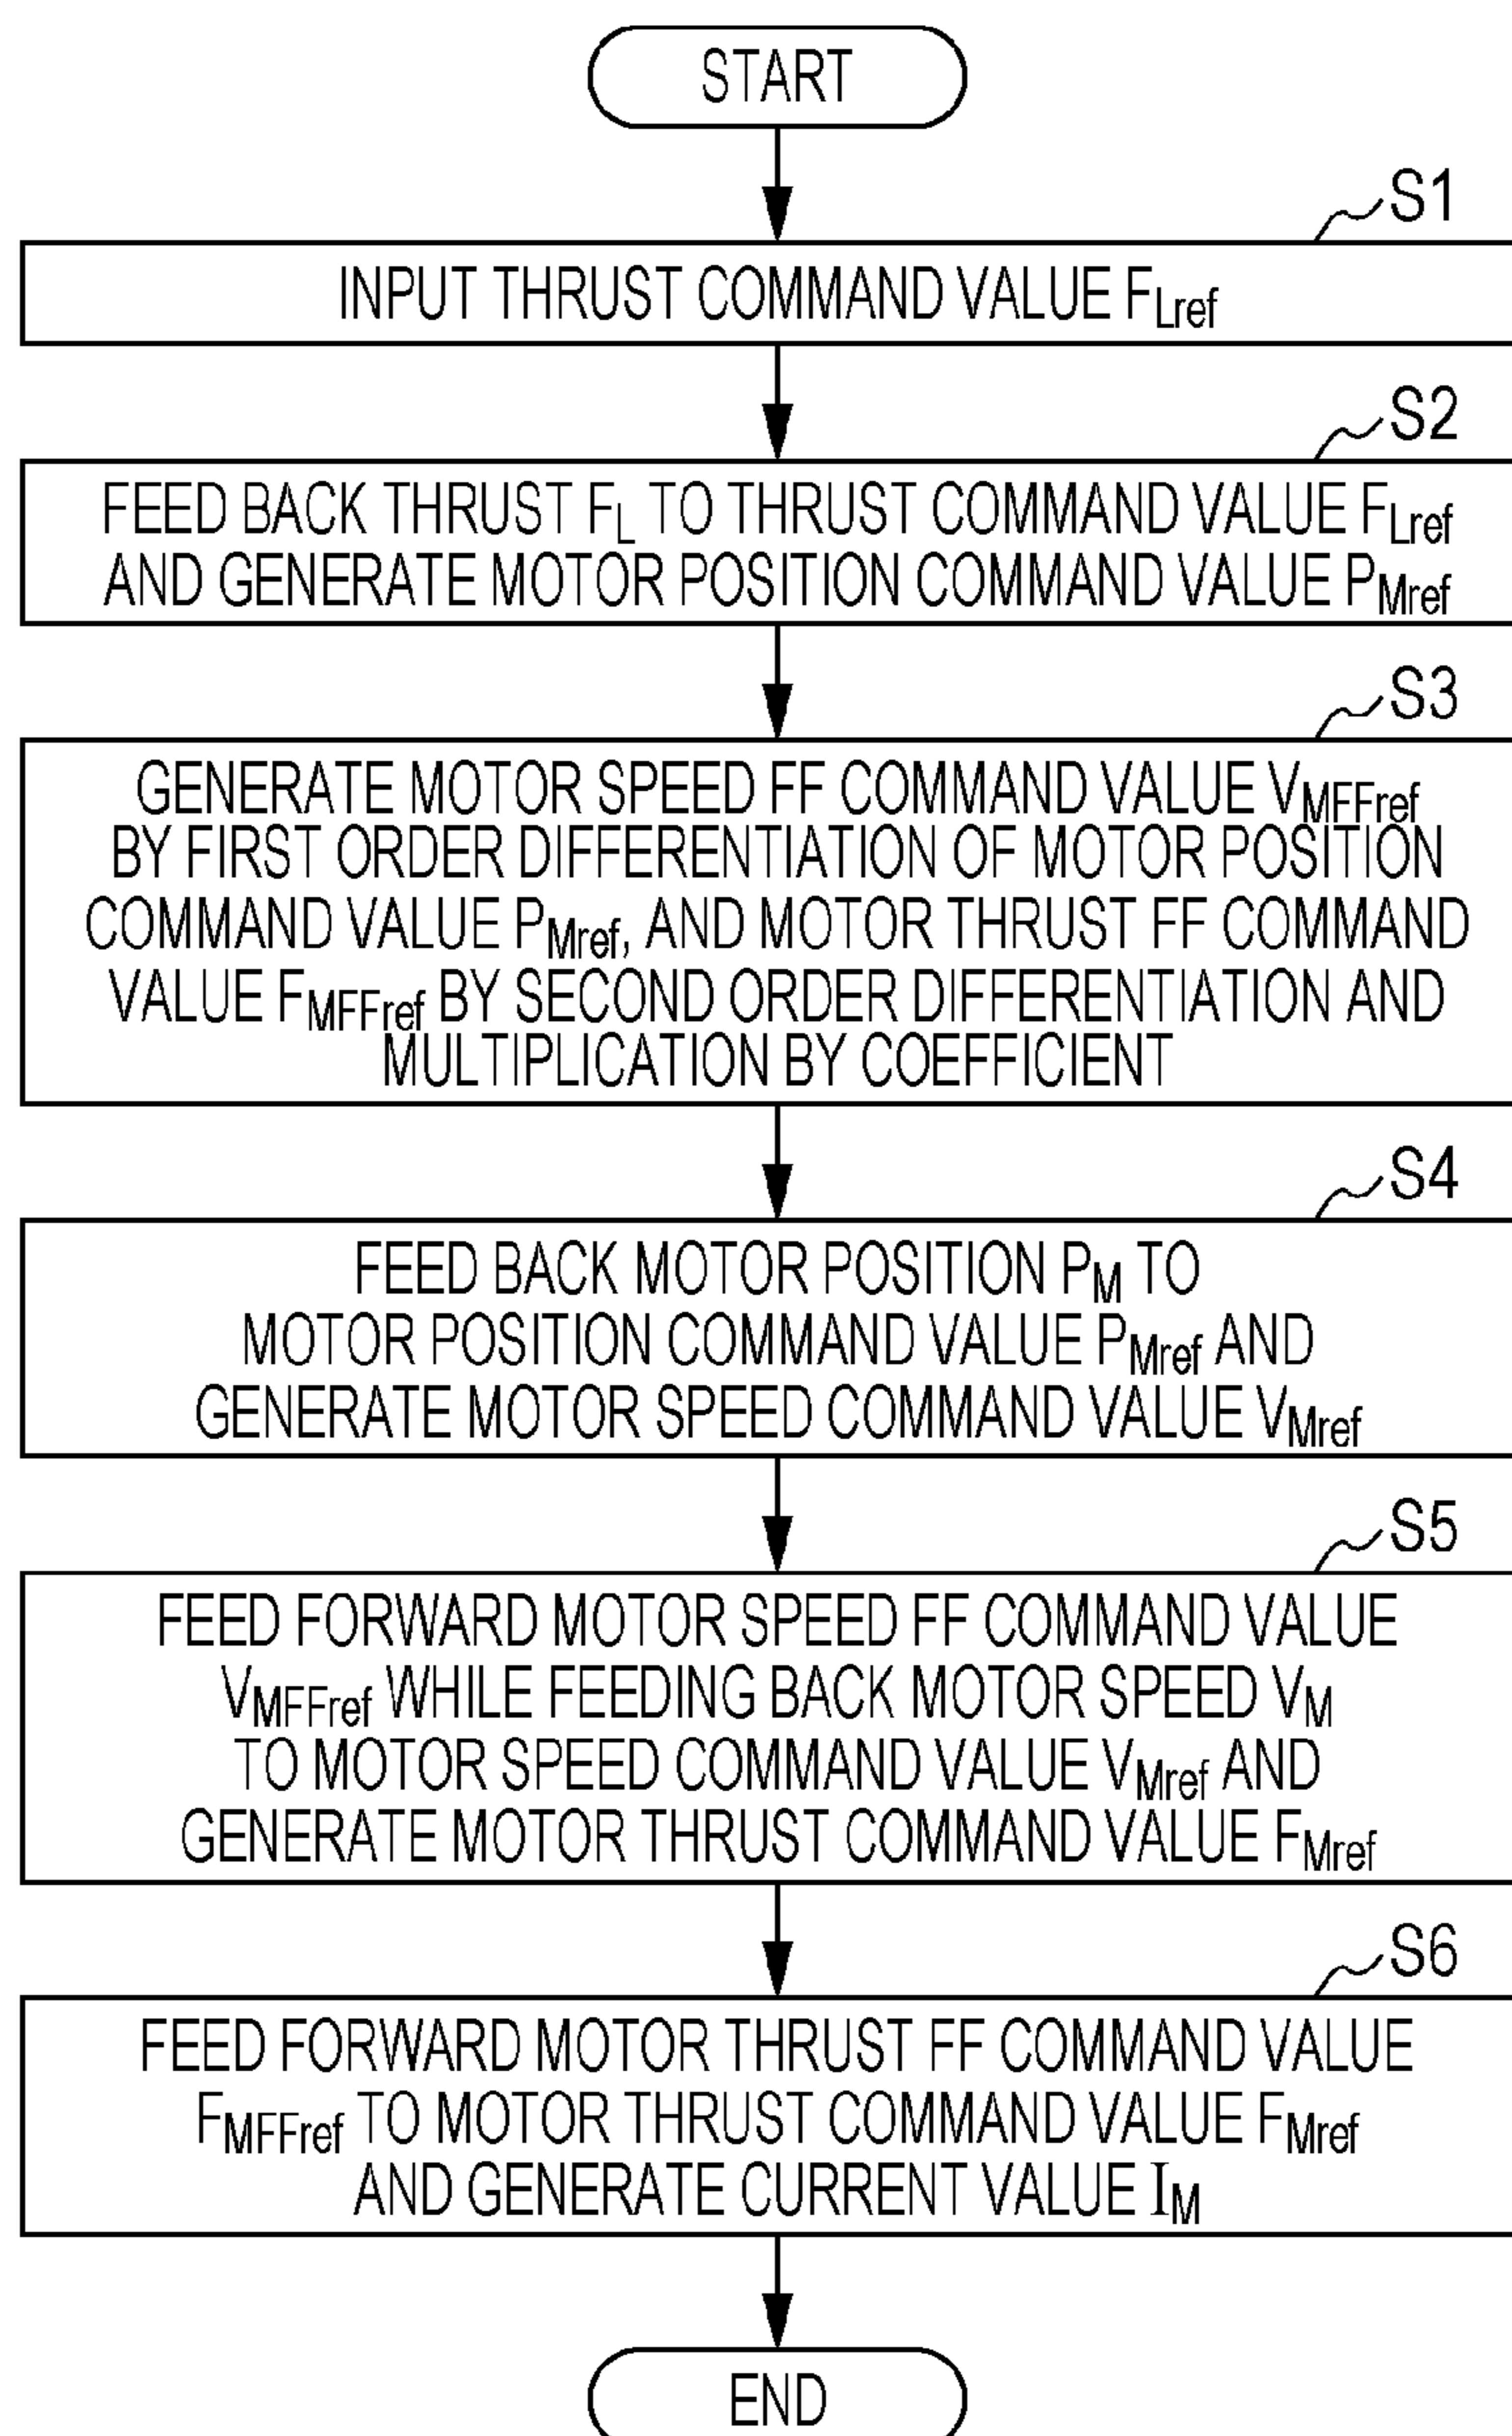 START
S1
INPUT THRUST COMMAND VALUE FLref
S2
FEED BACK THRUST FL TO THRUST COMMAND VALUE FLref
AND GENERATE MOTOR POSITION COMMAND VALUE PMref
S3
GENERATE MOTOR SPEED FF COMMAND VALUE VMFFref
BY FIRST ORDER DIFFERENTIATION OF MOTOR POSITION
COMMAND VALUE PMref, AND MOTOR THRUST FF COMMAND
VALUE FMFFref BY SECOND ORDER DIFFERENTIATION AND
MULTIPLICATION BY COEFFICIENT
S4
FEED BACK MOTOR POSITION PM TO
MOTOR POSITION COMMAND VALUE PMref AND
GENERATE MOTOR SPEED COMMAND VALUE VMref
S5
FEED FORWARD MOTOR SPEED FF COMMAND VALUE
VMFFref WHILE FEEDING BACK MOTOR SPEED VM
TO MOTOR SPEED COMMAND VALUE VMref AND
GENERATE MOTOR THRUST COMMAND VALUE FMref
S6
FEED FORWARD MOTOR THRUST FF COMMAND VALUE
FMFFref TO MOTOR THRUST COMMAND VALUE FMref
AND GENERATE CURRENT VALUE IM
END